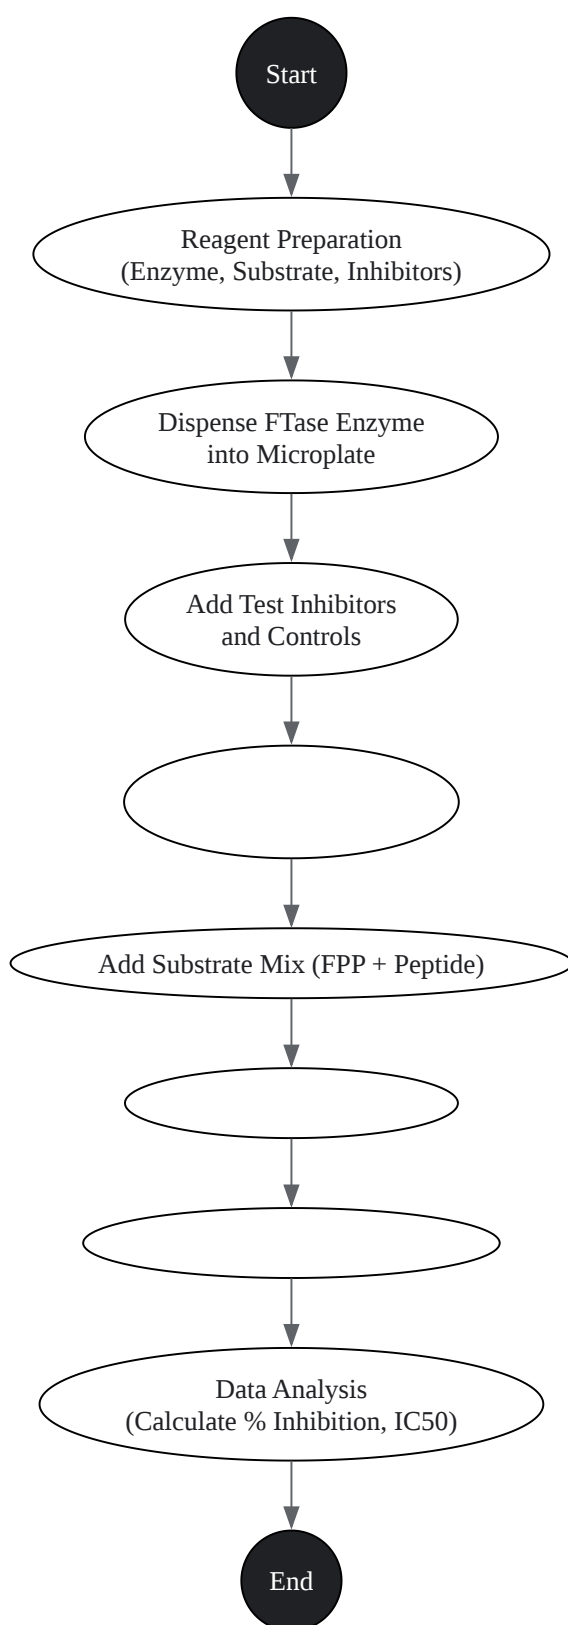 Start
Reagent Preparation
(Enzyme, Substrate, Inhibitors)
Dispense FTase Enzyme
into Microplate
Add Test Inhibitors
and Controls
Add Substrate Mix (FPP + Peptide)
Data Analysis
(Calculate % Inhibition, IC50)
End